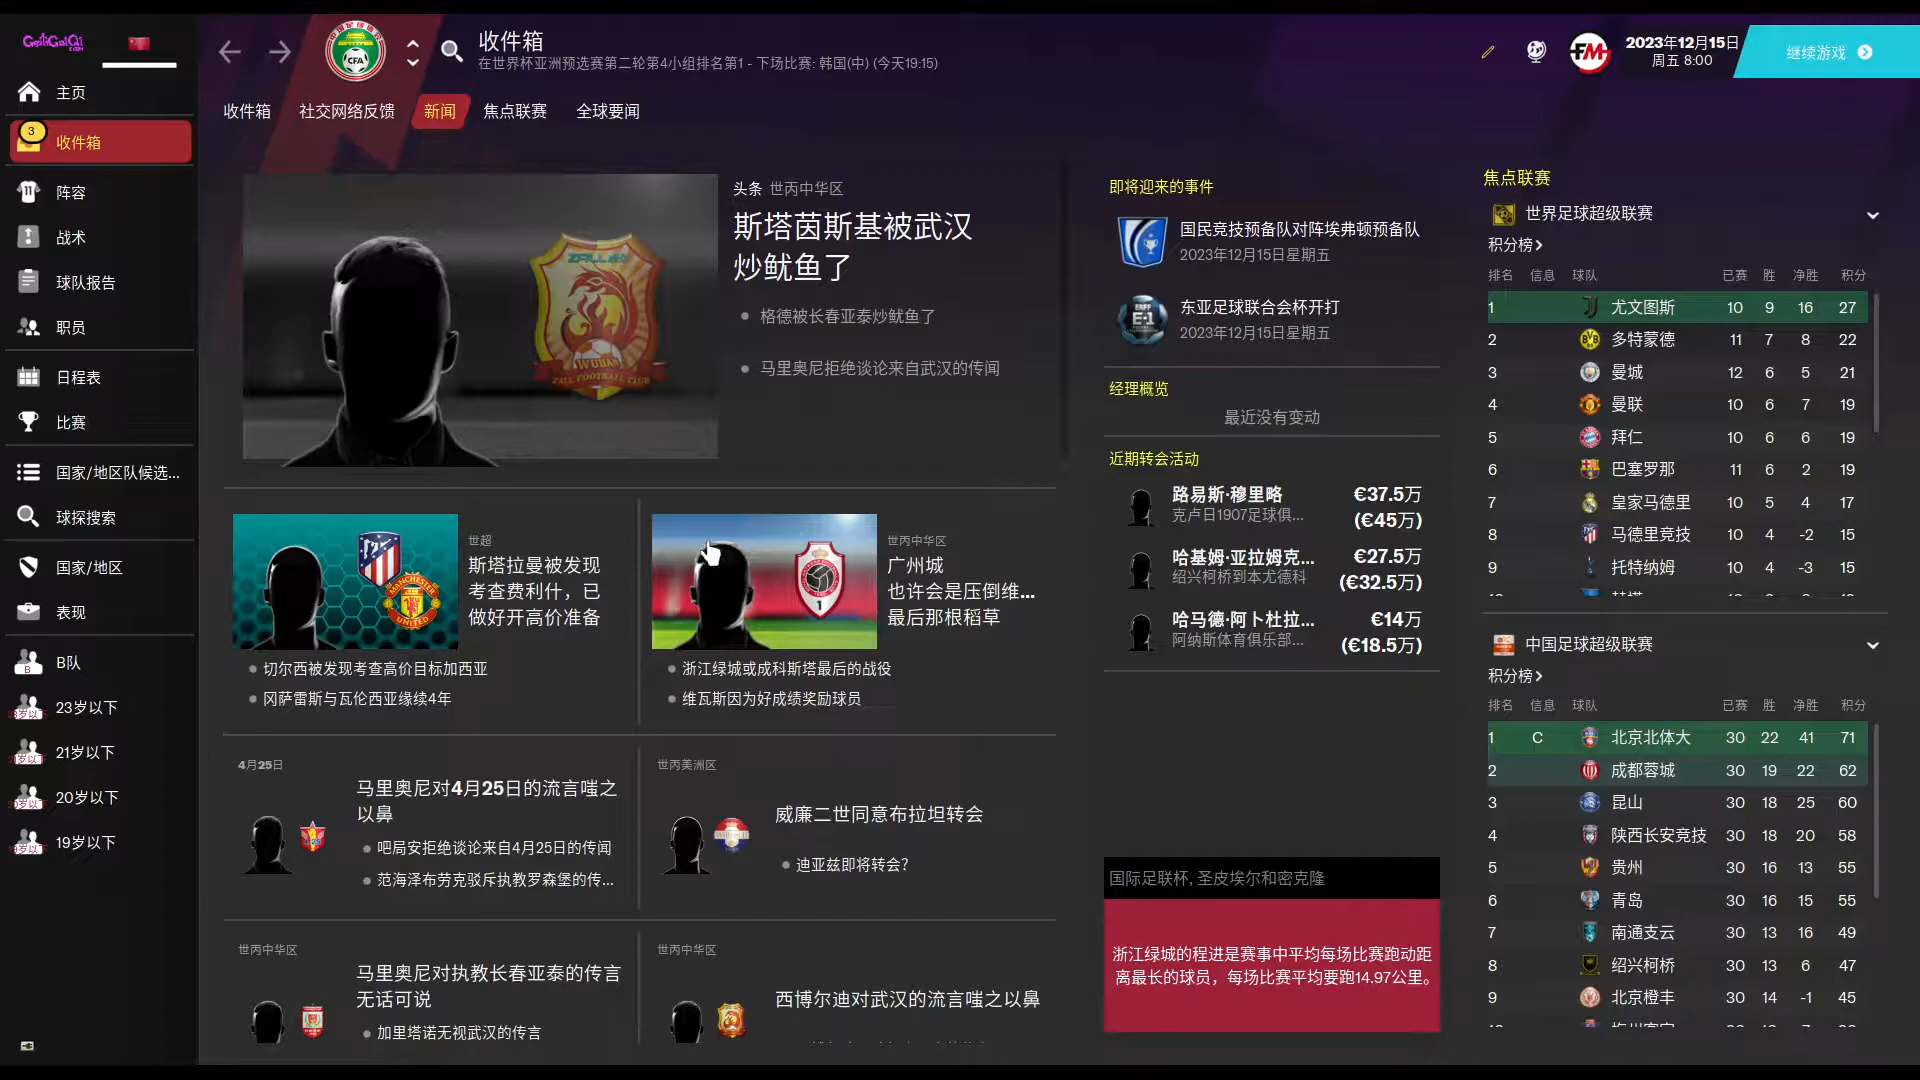 主页
3
收件箱
阵容
战术
球队报告
职员
日程表
比赛
国家/地区队候选...
球探搜索
国家/地区
表现
B队
23岁以下
21岁以下
20岁以下
19岁以下
CFA
收件箱
在世界杯亚洲预选赛第二轮第4小组排名第1 - 下场比赛: 韩国(中) (今天19:15)
FM
2023年12月15日
周五 8:00
继续游戏
收件箱
社交网络反馈
新闻
焦点联赛
全球要闻
头条 世丙中华区
斯塔茵斯基被武汉
炒鱿鱼了
格德被长春亚泰炒鱿鱼了
马里奥尼拒绝谈论来自武汉的传闻
世超
斯塔拉曼被发现
考查费利什，已
做好开高价准备
切尔西被发现考查高价目标加西亚
冈萨雷斯与瓦伦西亚缘续4年
世丙中华区
广州城
也许会是压倒维...
最后那根稻草
浙江绿城或成科斯塔最后的战役
维瓦斯因为好成绩奖励球员
4月25日
马里奥尼对4月25日的流言嗤之
以鼻
吧局安拒绝谈论来自4月25日的传闻
范海泽布劳克驳斥执教罗森堡的传...
世丙美洲区
威廉二世同意布拉坦转会
迪亚兹即将转会?
世丙中华区
马里奥尼对执教长春亚泰的传言
无话可说
加里塔诺无视武汉的传言
世丙中华区
西博尔迪对武汉的流言嗤之以鼻
即将迎来的事件
国民竞技预备队对阵埃弗顿预备队
2023年12月15日星期五
东亚足球联合会杯开打
2023年12月15日星期五
经理概览
最近没有变动
近期转会活动
路易斯·穆里略 €37.5万
克卢日1907足球俱... (€45万)
哈基姆·亚拉姆克... €27.5万
绍兴柯桥到本尤德科 (€32.5万)
哈马德·阿卜杜拉... €14万
阿纳斯体育俱乐部... (€18.5万)
国际足联杯, 圣皮埃尔和密克隆
浙江绿城的程进是赛事中平均每场比赛跑动距
离最长的球员，每场比赛平均要跑14.97公里。
焦点联赛
世界足球超级联赛
积分榜
排名 信息 球队 已赛 胜 净胜 积分
1 尤文图斯 10 9 16 27
2 多特蒙德 11 7 8 22
3 曼城 12 6 5 21
4 曼联 10 6 7 19
5 拜仁 10 6 6 19
6 巴塞罗那 11 6 2 19
7 皇家马德里 10 5 4 17
8 马德里竞技 10 4 -2 15
9 托特纳姆 10 4 -3 15
中国足球超级联赛
积分榜
排名 信息 球队 已赛 胜 净胜 积分
1 C 北京北体大 30 22 41 71
2 成都蓉城 30 19 22 62
3 昆山 30 18 25 60
4 陕西长安竞技 30 18 20 58
5 贵州 30 16 13 55
6 青岛 30 16 15 55
7 南通支云 30 13 16 49
8 绍兴柯桥 30 13 6 47
9 北京橙丰 30 14 -1 45